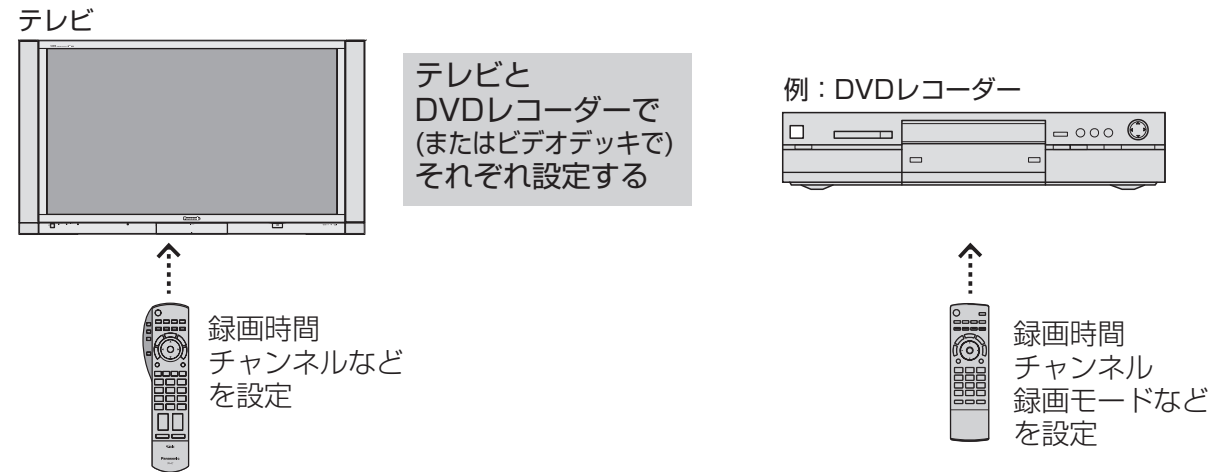 テレビ
テレビと
DVDレコーダーで
(またはビデオデッキで)
それぞれ設定する
例：DVDレコーダー
録画時間
チャンネルなど
を設定
録画時間
チャンネル
録画モードなど
を設定
Panasonic